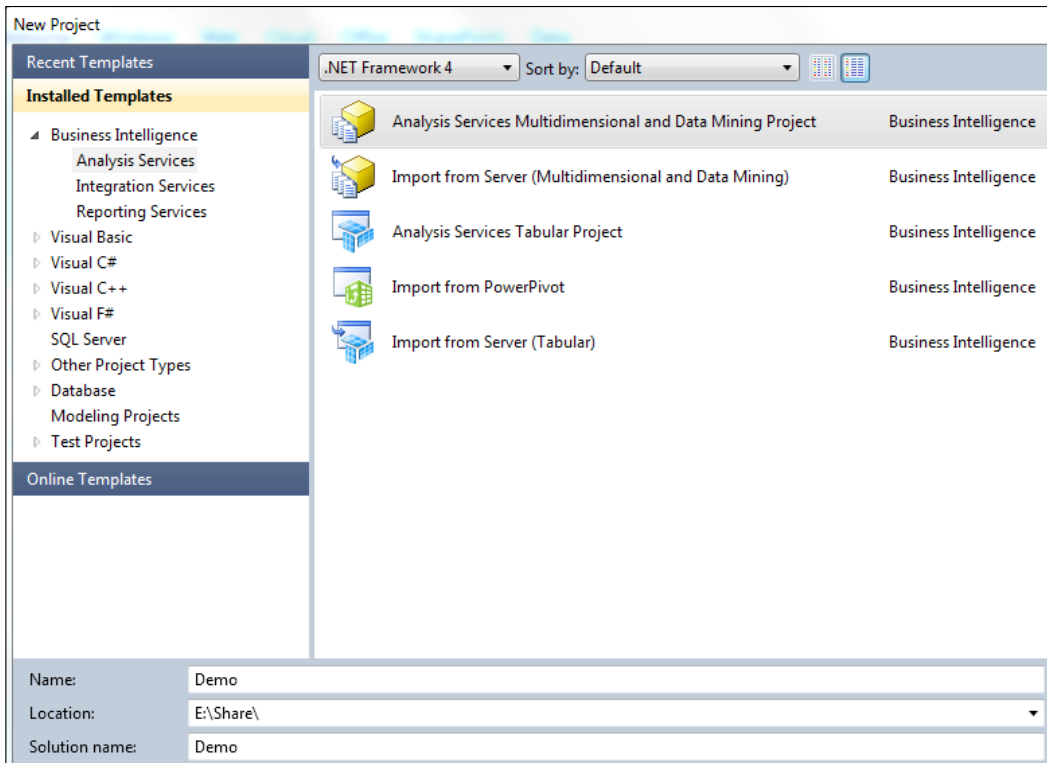 New Project
Recent Templates
Installed Templates
Business Intelligence
Analysis Services
Integration Services
Reporting Services
Visual Basic
Visual C#
Visual C++
Visual F#
SQL Server
Other Project Types
Database
Modeling Projects
Test Projects
Online Templates
.NET Framework 4 Sort by: Default
Analysis Services Multidimensional and Data Mining Project Business Intelligence
Import from Server (Multidimensional and Data Mining) Business Intelligence
Analysis Services Tabular Project Business Intelligence
Import from PowerPivot Business Intelligence
Import from Server (Tabular) Business Intelligence
Name: Demo
Location: E:\Share\
Solution name: Demo